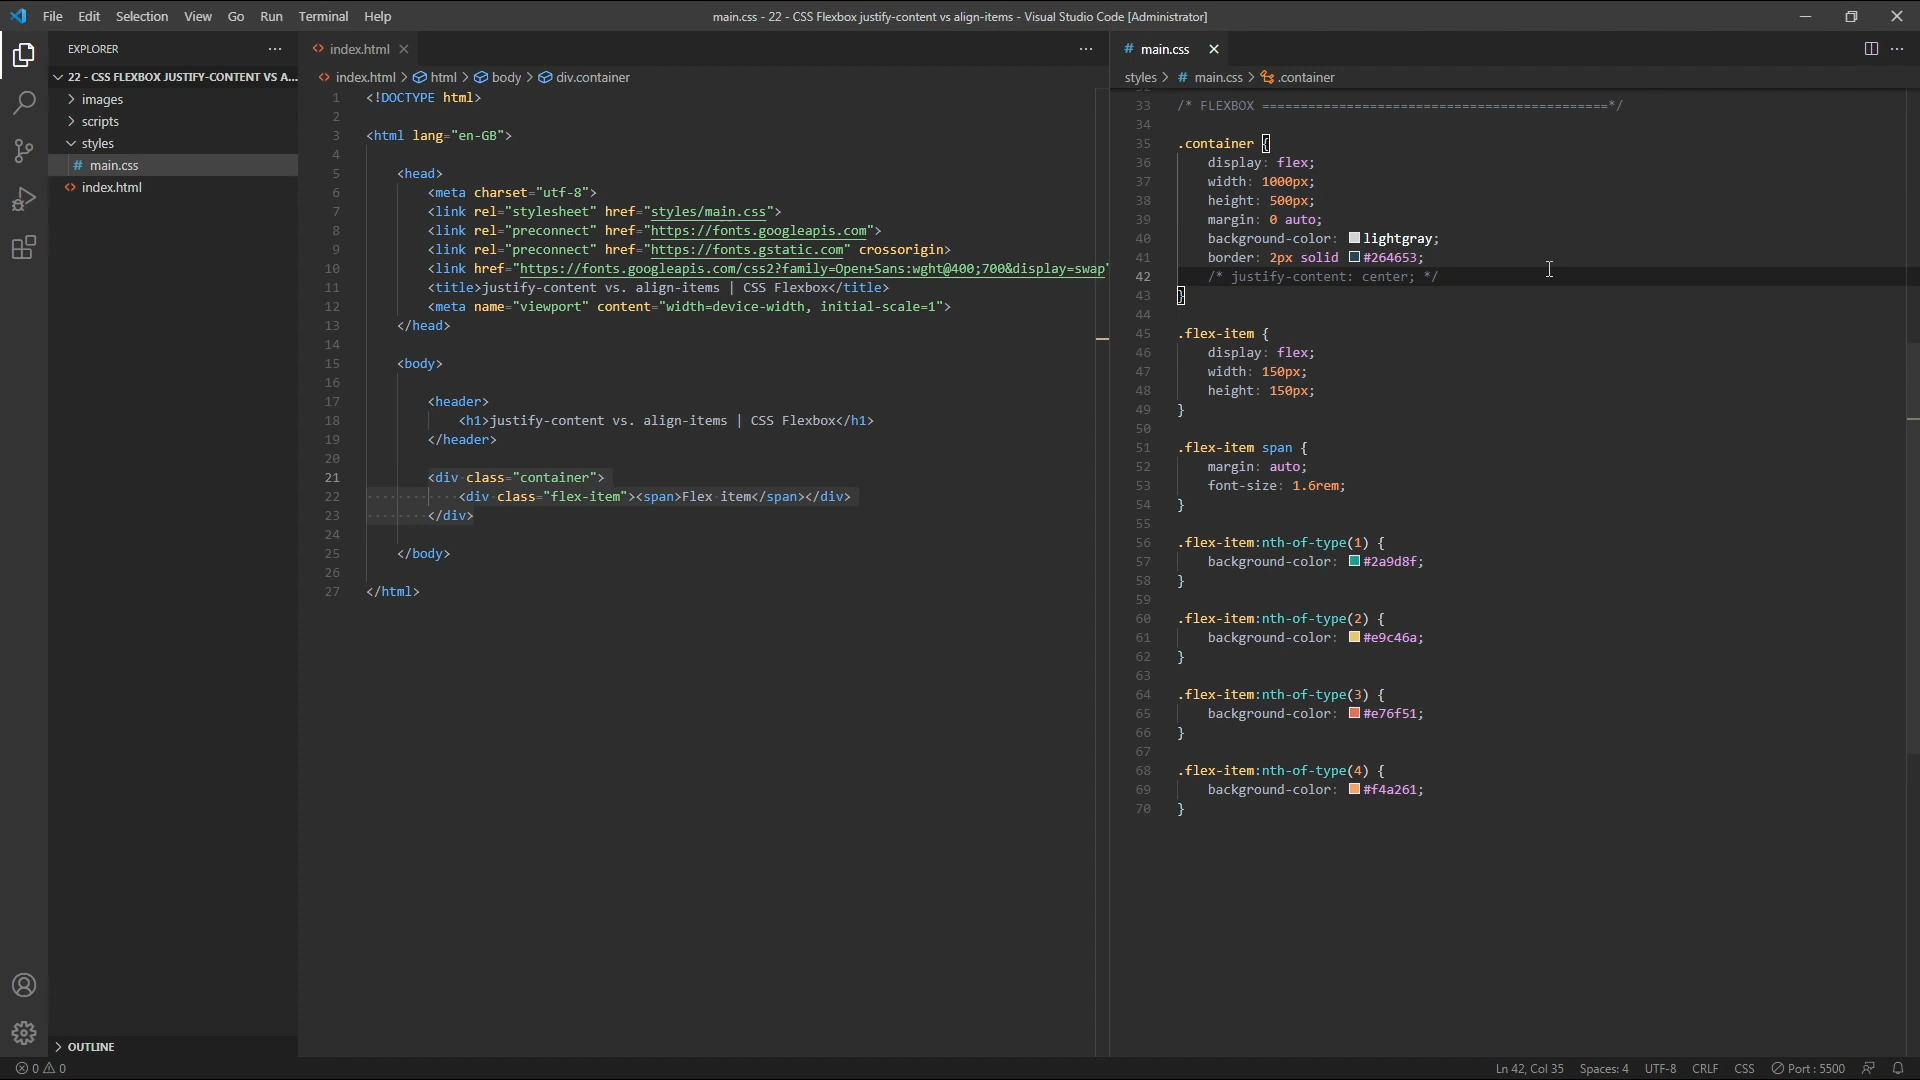 File Edit Selection View Go Run Terminal Help
main.css - 22 - CSS Flexbox justify-content vs align-items - Visual Studio Code [Administrator]
EXPLORER
22 - CSS FLEXBOX JUSTIFY-CONTENT VS A...
images
scripts
styles
# main.css
<> index.html
OUTLINE
<> index.html
<> index.html > html > body > div.container
1 <!DOCTYPE html>
2
3 <html lang="en-GB">
4
5 <head>
6 <meta charset="utf-8">
7 <link rel="stylesheet" href="styles/main.css">
8 <link rel="preconnect" href="https://fonts.googleapis.com">
9 <link rel="preconnect" href="https://fonts.gstatic.com" crossorigin>
10 <link href="https://fonts.googleapis.com/css2?family=Open+Sans:wght@400;700&display=swap"
11 <title>justify-content vs. align-items | CSS Flexbox</title>
12 <meta name="viewport" content="width=device-width, initial-scale=1">
13 </head>
14
15 <body>
16
17 <header>
18 <h1>justify-content vs. align-items | CSS Flexbox</h1>
19 </header>
20
21 <div class="container">
22 <div class="flex-item"><span>Flex item</span></div>
23 </div>
24
25 </body>
26
27 </html>
# main.css
styles > # main.css > .container
33 /* FLEXBOX =============================================*/
34
35 .container {
36 display: flex;
37 width: 1000px;
38 height: 500px;
39 margin: 0 auto;
40 background-color: lightgray;
41 border: 2px solid #264653;
42 /* justify-content: center; */
43 }
44
45 .flex-item {
46 display: flex;
47 width: 150px;
48 height: 150px;
49 }
50
51 .flex-item span {
52 margin: auto;
53 font-size: 1.6rem;
54 }
55
56 .flex-item:nth-of-type(1) {
57 background-color: #2a9d8f;
58 }
59
60 .flex-item:nth-of-type(2) {
61 background-color: #e9c46a;
62 }
63
64 .flex-item:nth-of-type(3) {
65 background-color: #e76f51;
66 }
67
68 .flex-item:nth-of-type(4) {
69 background-color: #f4a261;
70 }
0 0
Ln 42, Col 35 Spaces: 4 UTF-8 CRLF CSS Port : 5500